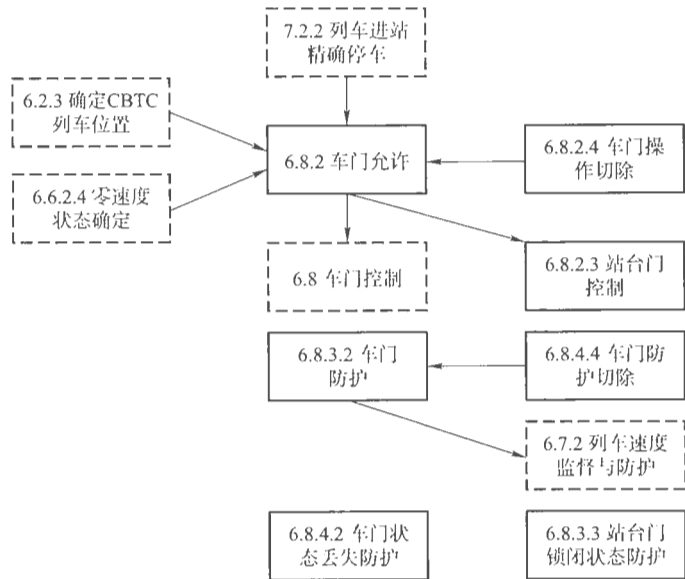 7.2.2 列车进站
精确停车
6.2.3 确定CBTC
列车位置
6.8.2 车门允许
6.8.2.4 车门操
作切除
6.6.2.4 零速度
状态确定
6.8 车门控制
6.8.2.3 站台门
控制
6.8.3.2 车门
防护
6.8.4.4 车门防
护切除
6.7.2 列车速度
监督与防护
6.8.4.2 车门状
态丢失防护
6.8.3.3 站台门
锁闭状态防护